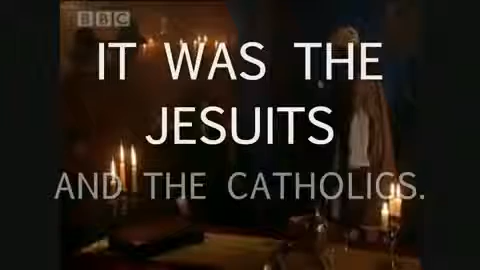 BBC
IT WAS THE
JESUITS
AND THE CATHOLICS.